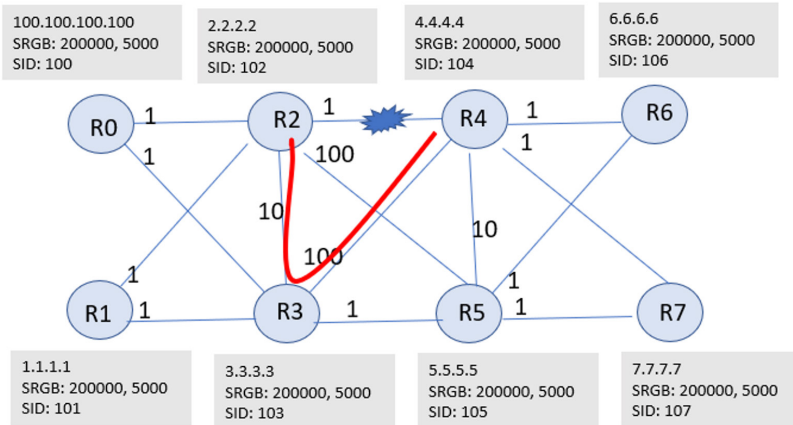 100.100.100.100
SRGB: 200000, 5000
SID: 100
2.2.2.2
SRGB: 200000, 5000
SID: 102
4.4.4.4
SRGB: 200000, 5000
SID: 104
6.6.6.6
SRGB: 200000, 5000
SID: 106
R0
1
R2
1
R4
1
R6
1
100
1
10
10
100
1
1
R1
1
R3
1
R5
1
R7
1.1.1.1
SRGB: 200000, 5000
SID: 101
3.3.3.3
SRGB: 200000, 5000
SID: 103
5.5.5.5
SRGB: 200000, 5000
SID: 105
7.7.7.7
SRGB: 200000, 5000
SID: 107